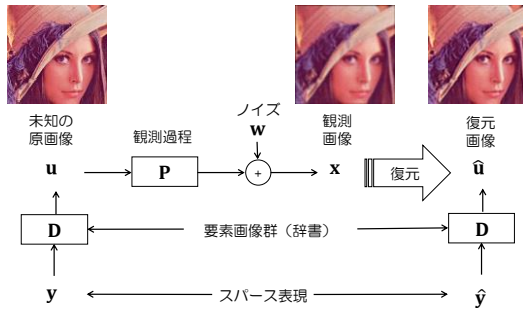 未知の
原画像
観測過程
ノイズ
w
観測
画像
復元
画像
u
P
+
x
復元
û
D
要素画像群（辞書）
D
y
スパース表現
ŷ